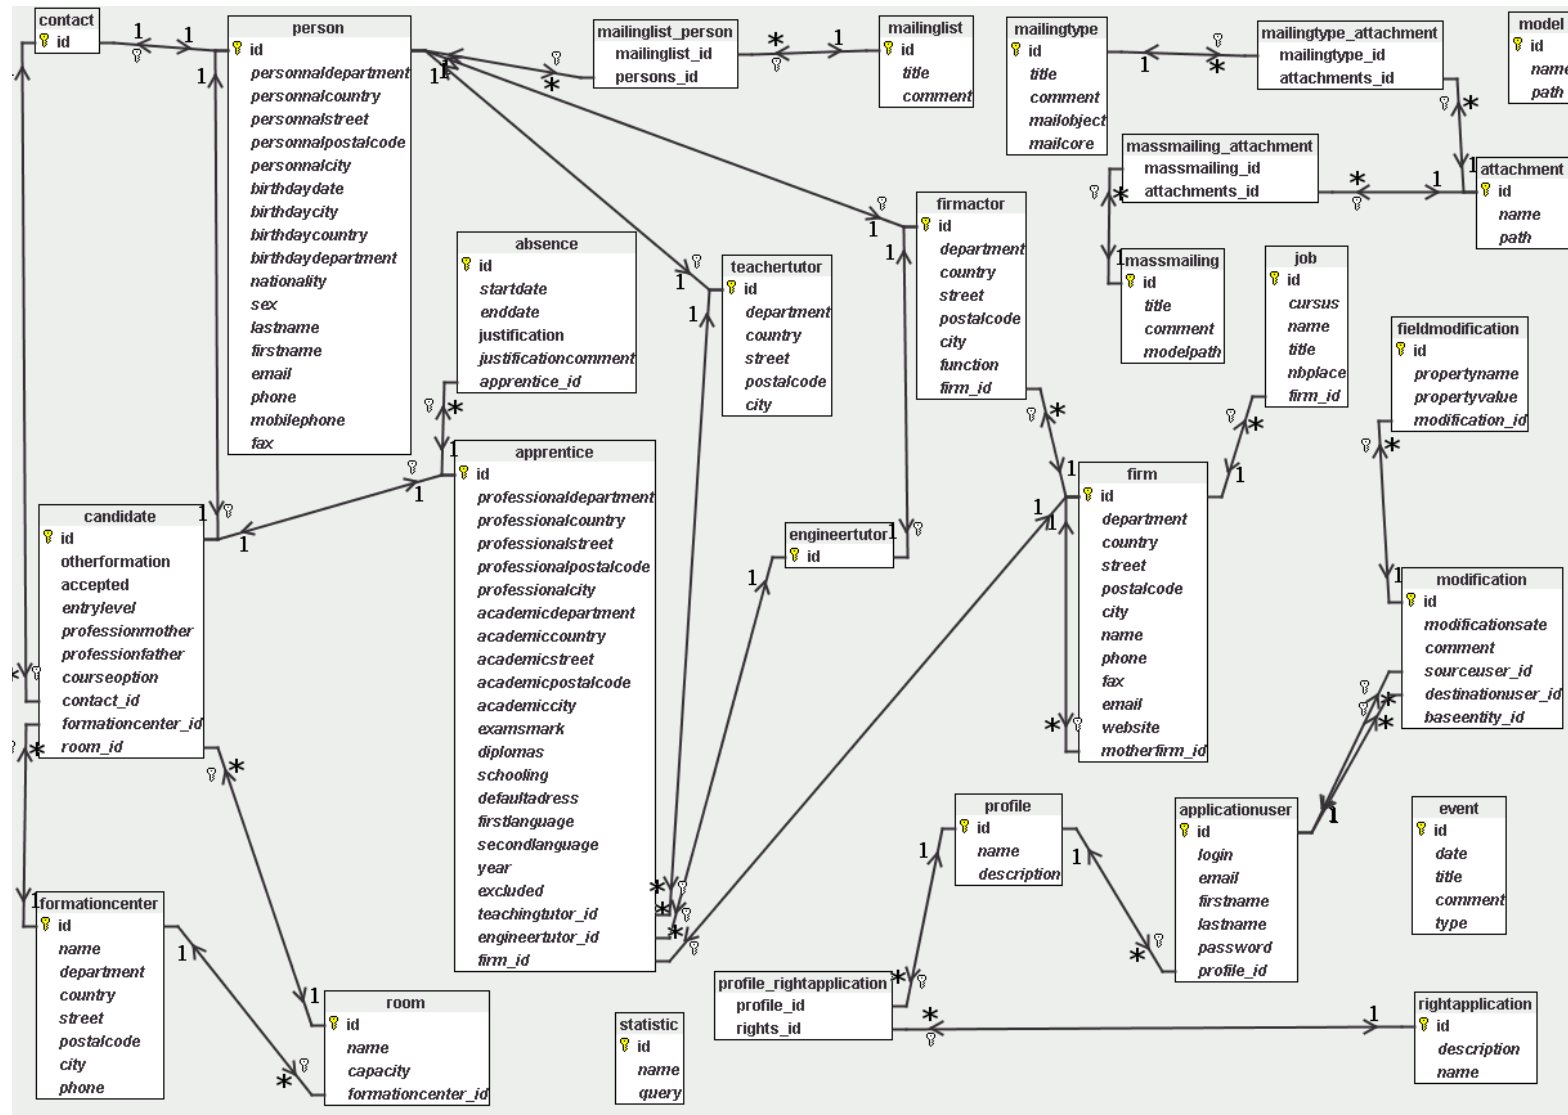 contact
id
person
id
personnaldepartment
personnalcountry
personnalstreet
personnalpostalcode
personnalcity
birthdaydate
birthdaycity
birthdaycountry
birthdaydepartment
nationality
sex
lastname
firstname
email
phone
mobilephone
fax
mailinglist_person
mailinglist_id
persons_id
mailinglist
id
title
comment
mailingtype
id
title
comment
mailobject
mailcore
mailingtype_attachment
mailingtype_id
attachments_id
model
id
name
path
massmailing_attachment
massmailing_id
attachments_id
attachment
id
name
path
absence
id
startdate
enddate
justification
justificationcomment
apprentice_id
teachertutor
id
department
country
street
postalcode
city
firmactor
id
department
country
street
postalcode
city
function
firm_id
massmailing
id
title
comment
modelpath
job
id
cursus
name
title
nbplace
firm_id
fieldmodification
id
propertyname
propertyvalue
modification_id
candidate
id
otherformation
accepted
entrylevel
professionmother
professionfather
courseoption
contact_id
formationcenter_id
room_id
apprentice
id
professionaldepartment
professionalcountry
professionalstreet
professionalpostalcode
professionalcity
academicdepartment
academiccountry
academicstreet
academicpostalcode
academiccity
examsmark
diplomas
schooling
defaultadress
firstlanguage
secondlanguage
year
excluded
teachingtutor_id
engineertutor_id
firm_id
engineertutor
id
firm
id
department
country
street
postalcode
city
name
phone
fax
email
website
motherfirm_id
modification
id
modificationsate
comment
sourceuser_id
destinationuser_id
baseentity_id
profile
id
name
description
applicationuser
id
login
email
firstname
lastname
password
profile_id
event
id
date
title
comment
type
formationcenter
id
name
department
country
street
postalcode
city
phone
room
id
name
capacity
formationcenter_id
statistic
id
name
query
profile_rightapplication
profile_id
rights_id
rightapplication
id
description
name